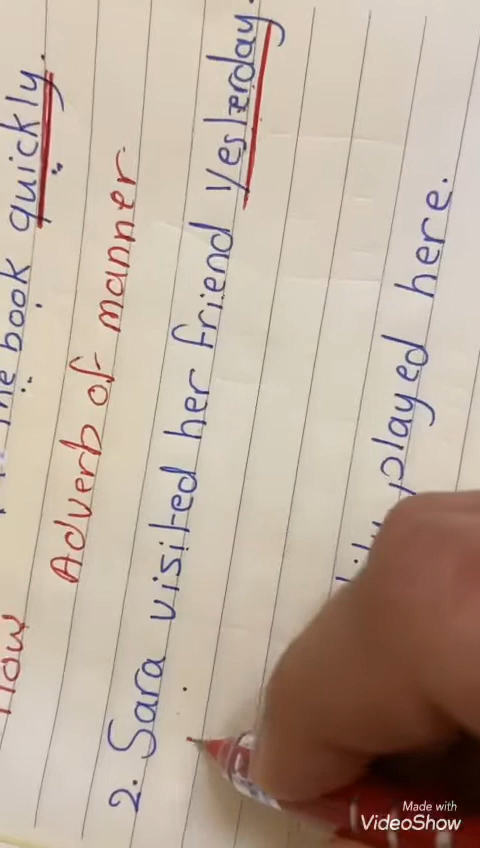 the book quickly.
How
Adverb of manner
2. Sara visited her friend yesterday.
played here.
Made with
VideoShow